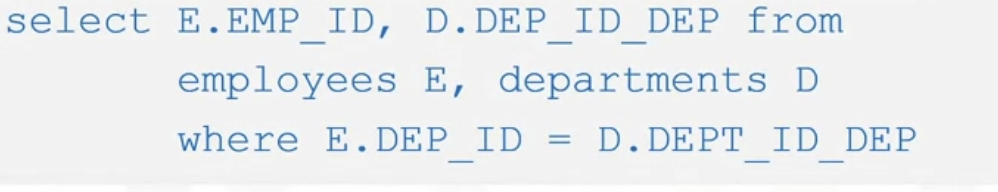 select E.EMP_ID, D.DEP_ID_DEP from
employees E, departments D
where E.DEP_ID = D.DEPT_ID_DEP